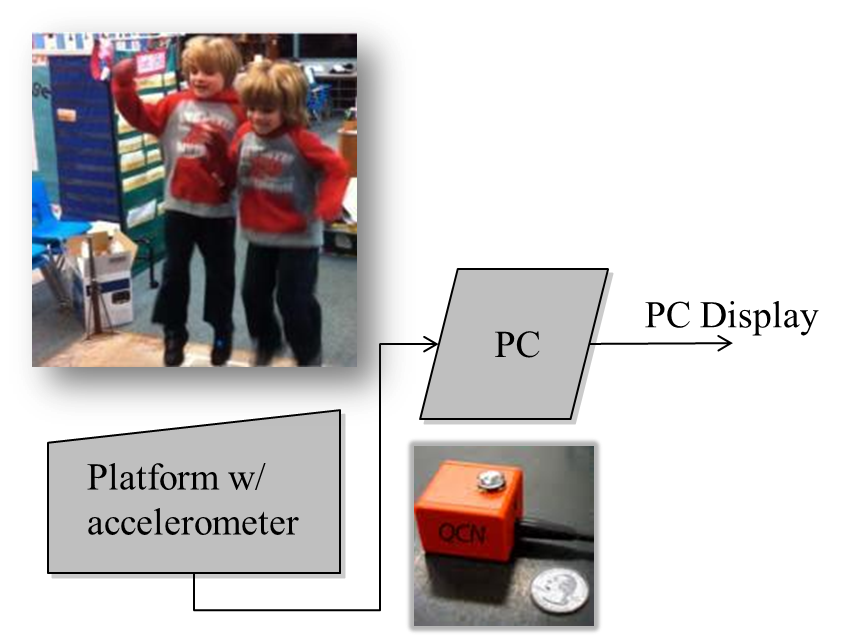 PC
PC Display
Platform w/
accelerometer
QCN